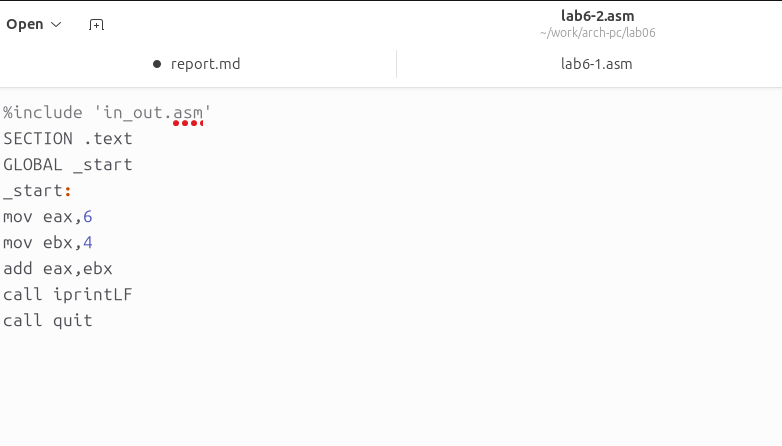 Open
lab6-2.asm
~/work/arch-pc/lab06
report.md
lab6-1.asm
%include 'in_out.asm'
SECTION .text
GLOBAL _start
_start:
mov eax,6
mov ebx,4
add eax,ebx
call iprintLF
call quit